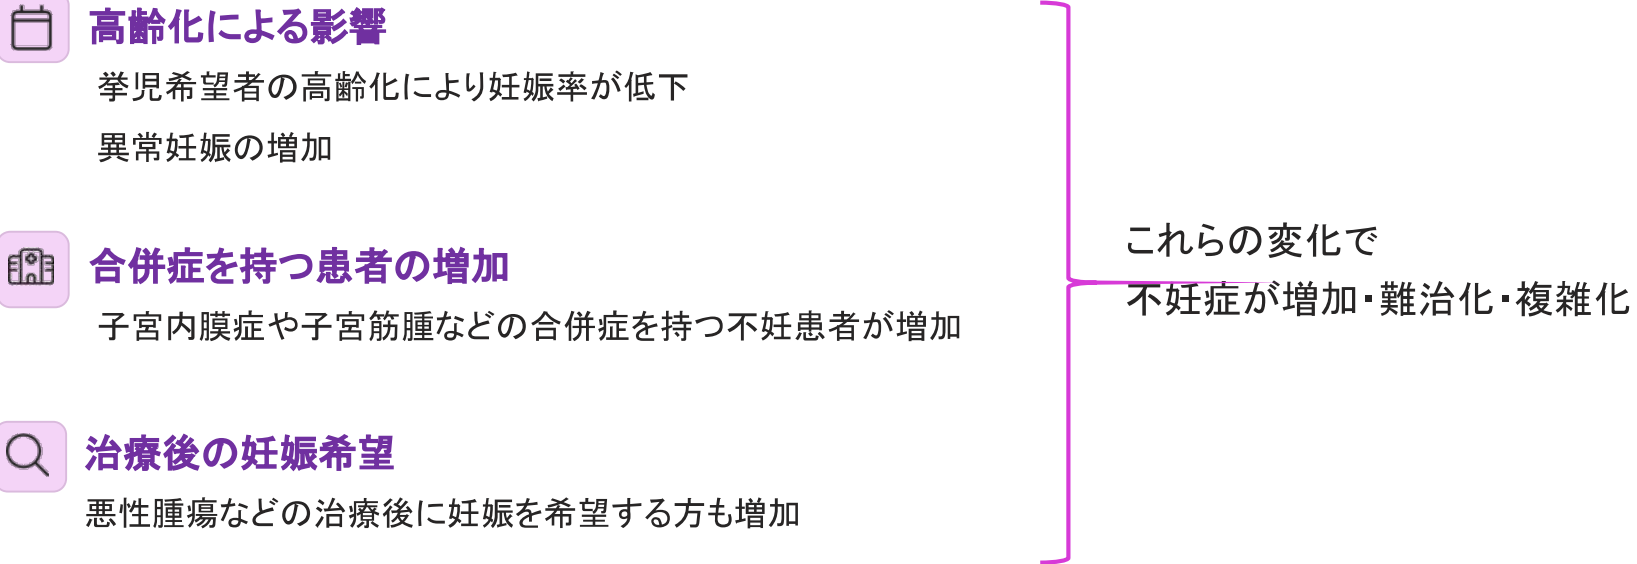 高齢化による影響
挙児希望者の高齢化により妊娠率が低下
異常妊娠の増加
合併症を持つ患者の増加
子宮内膜症や子宮筋腫などの合併症を持つ不妊患者が増加
治療後の妊娠希望
悪性腫瘍などの治療後に妊娠を希望する方も増加
これらの変化で
不妊症が増加・難治化・複雑化